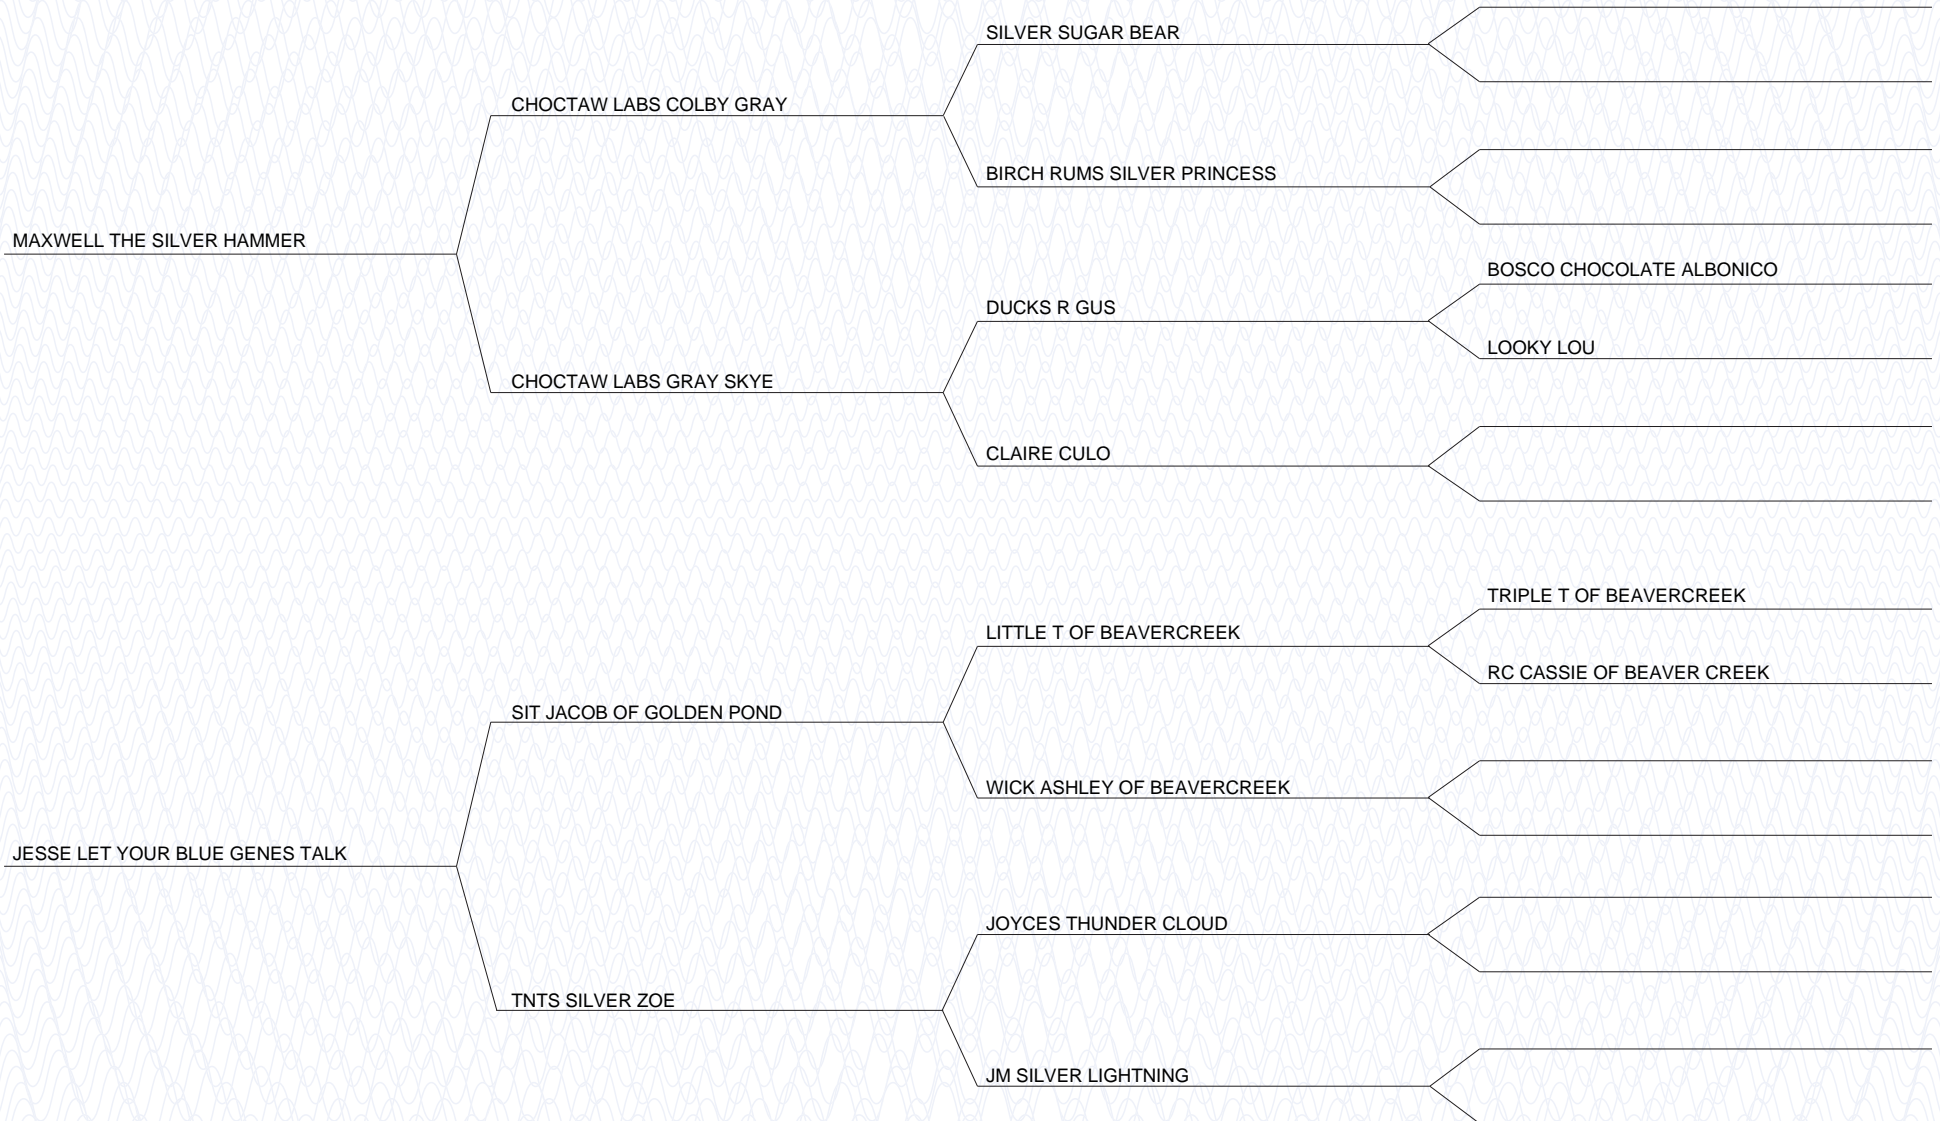 SILVER SUGAR BEAR
CHOCTAW LABS COLBY GRAY
BIRCH RUMS SILVER PRINCESS
MAXWELL THE SILVER HAMMER
BOSCO CHOCOLATE ALBONICO
DUCKS R GUS
LOOKY LOU
CHOCTAW LABS GRAY SKYE
CLAIRE CULO
TRIPLE T OF BEAVERCREEK
LITTLE T OF BEAVERCREEK
RC CASSIE OF BEAVER CREEK
SIT JACOB OF GOLDEN POND
WICK ASHLEY OF BEAVERCREEK
JESSE LET YOUR BLUE GENES TALK
JOYCES THUNDER CLOUD
TNTS SILVER ZOE
JM SILVER LIGHTNING